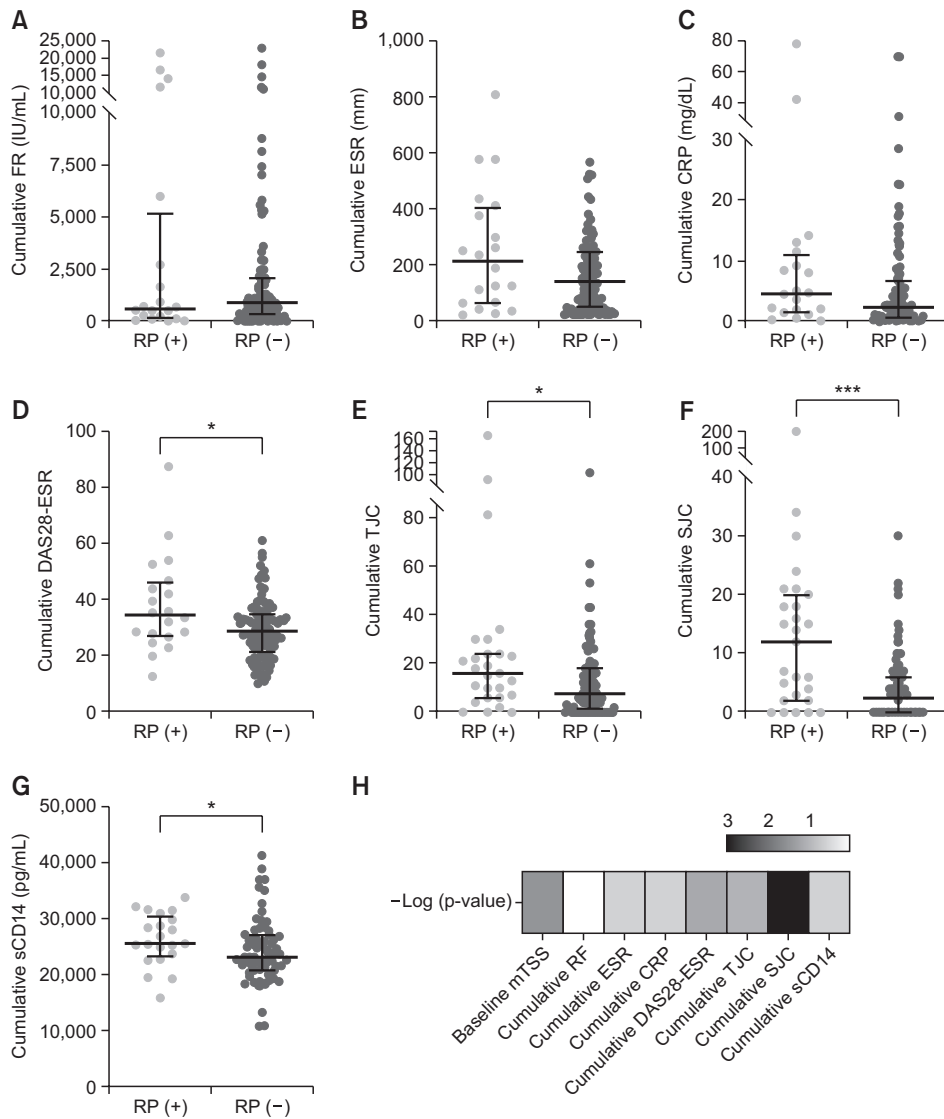 A
Cumulative FR (IU/mL)
25,000
20,000
15,000
10,000
10,000
7,500
5,000
2,500
0
RP (+)
RP (−)
B
Cumulative ESR (mm)
1,000
800
600
400
200
0
RP (+)
RP (−)
C
Cumulative CRP (mg/dL)
80
60
40
30
20
10
0
RP (+)
RP (−)
D
Cumulative DAS28-ESR
100
80
60
40
20
0
*
RP (+)
RP (−)
E
Cumulative TJC
160
140
120
100
80
60
40
20
0
*
RP (+)
RP (−)
F
Cumulative SJC
200
100
40
30
20
10
0
***
RP (+)
RP (−)
G
Cumulative sCD14 (pg/mL)
50,000
40,000
30,000
20,000
10,000
0
*
RP (+)
RP (−)
H
3 2 1
−Log (p-value)
Baseline mTSS
Cumulative RF
Cumulative ESR
Cumulative CRP
Cumulative DAS28-ESR
Cumulative TJC
Cumulative SJC
Cumulative sCD14